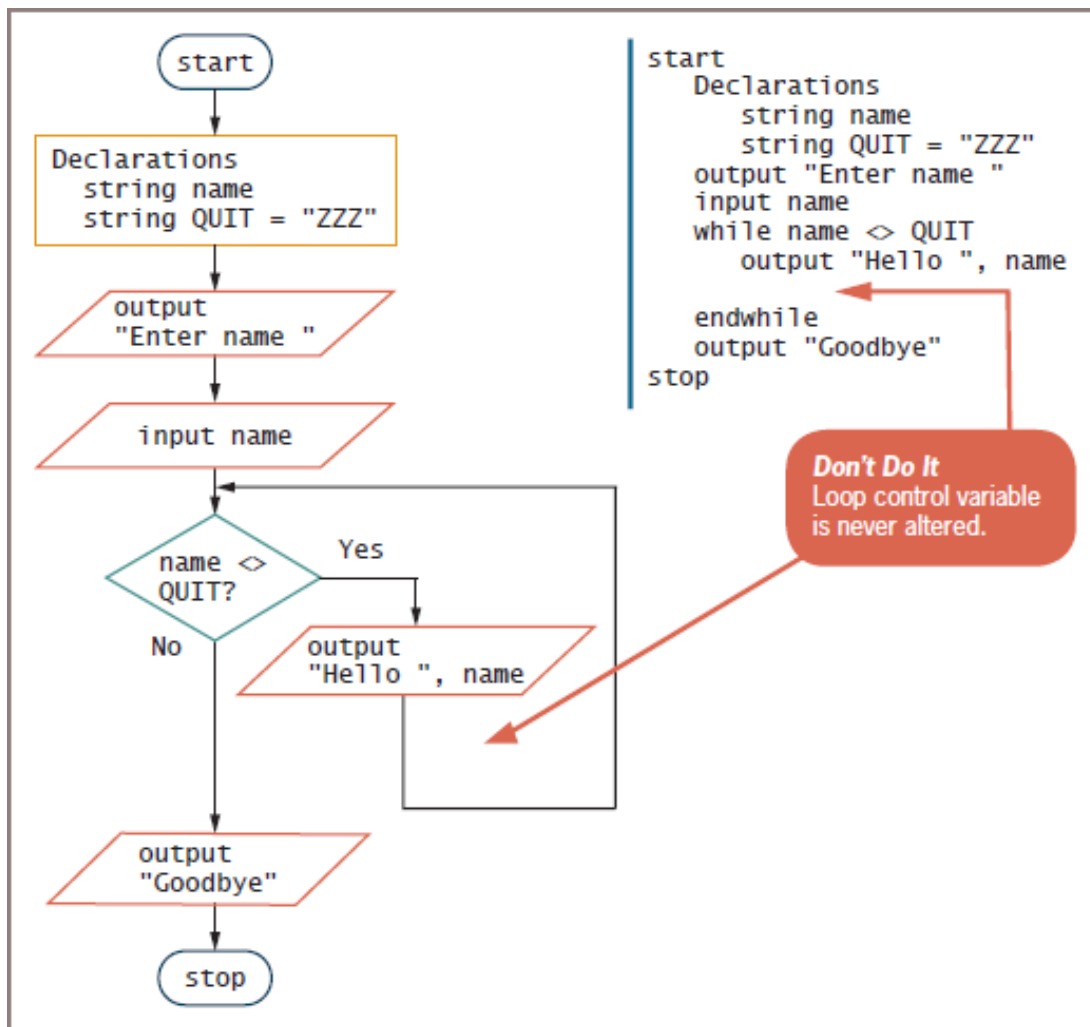 start
Declarations
string name
string QUIT = "ZZZ"
output
"Enter name "
input name
name <>
QUIT?
Yes
No
output
"Hello ", name
output
"Goodbye"
stop
start
Declarations
string name
string QUIT = "ZZZ"
output "Enter name "
input name
while name <> QUIT
output "Hello ", name
endwhile
output "Goodbye"
stop
Don't Do It
Loop control variable
is never altered.